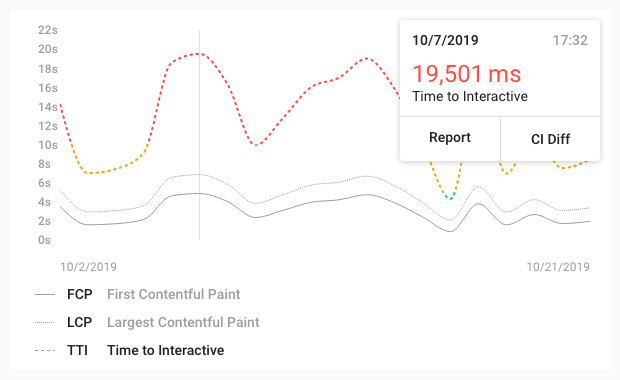 22s
20s
18s
16s
14s
12s
10s
8s
6s
4s
2s
0s
10/7/2019 17:32
19,501 ms
Time to Interactive
Report CI Diff
10/2/2019 10/21/2019
FCP First Contentful Paint
LCP Largest Contentful Paint
TTI Time to Interactive